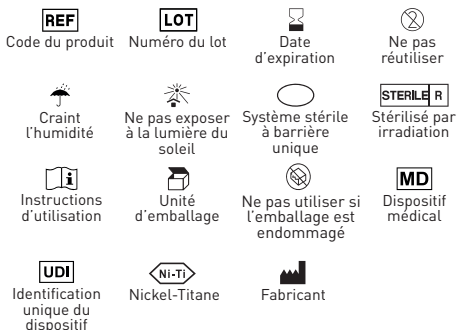 REF
Code du produit
LOT
Numéro du lot
Date
d'expiration
2
Ne pas
réutiliser
Craint
l'humidité
Ne pas exposer
à la lumière du
soleil
Système stérile
à barrière
unique
STERILE R
Stérilisé par
irradiation
i
Instructions
d'utilisation
Unité
d'emballage
Ne pas utiliser si
l'emballage est
endommagé
MD
Dispositif
médical
UDI
Identification
unique du
dispositif
Ni-Ti
Nickel-Titane
Fabricant